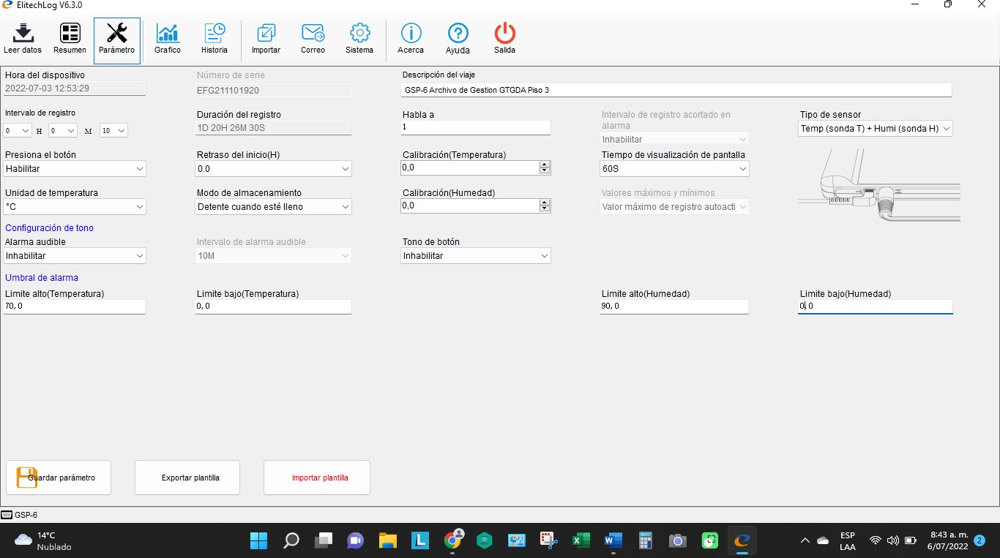 ElitechLog V6.3.0
Leer datos Resumen Parámetro Grafico Historia Importar Correo Sistema Acerca Ayuda Salida
Hora del dispositivo Número de serie Descripción del viaje
2022-07-03 12:53:29 EFG211101920 GSP-6 Archivo de Gestion GTGDA Piso 3
Intervalo de registro Duración del registro Habla a Intervalo de registro acortado en alarma Tipo de sensor
0 H 0 M 10 1D 20H 26M 30S 1 Inhabilitar Temp (sonda T) + Humi (sonda H)
Presiona el botón Retraso del inicio(H) Calibración(Temperatura) Tiempo de visualización de pantalla
Habilitar 0.0 0,0 60S
Unidad de temperatura Modo de almacenamiento Calibración(Humedad) Valores máximos y mínimos
°C Detente cuando esté lleno 0,0 Valor máximo de registro autoacti
Configuración de tono
Alarma audible Intervalo de alarma audible Tono de botón
Inhabilitar 10M Inhabilitar
Umbral de alarma
Limite alto(Temperatura) Limite bajo(Temperatura) Limite alto(Humedad) Limite bajo(Humedad)
70,0 0,0 90,0 0,0
Guardar parámetro Exportar plantilla Importar plantilla
GSP-6
14°C
Nublado
ESP
LAA
8:43 a. m.
6/07/2022
2